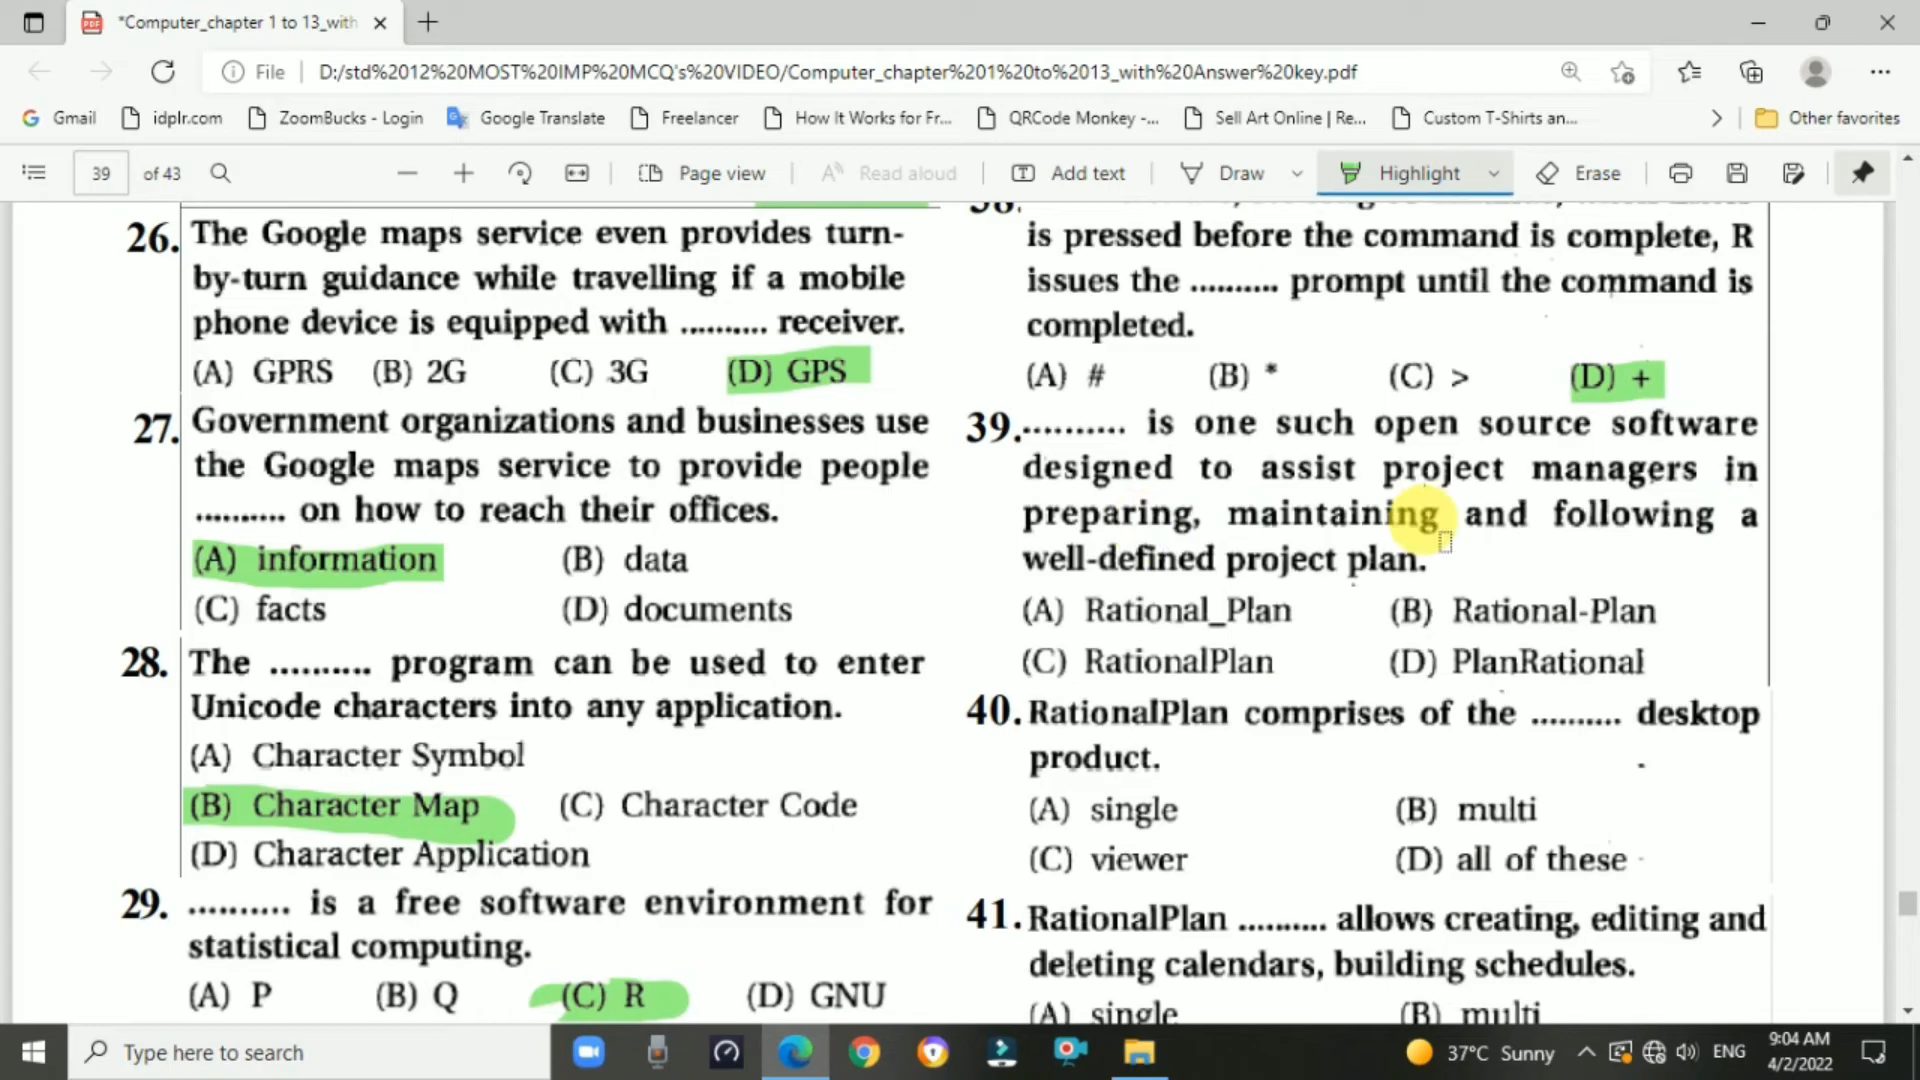 *Computer_chapter 1 to 13_with
File
D:/std%2012%20MOST%20IMP%20MCQ's%20VIDEO/Computer_chapter%201%20to%2013_with%20Answer%20key.pdf
Gmail
idplr.com
ZoomBucks - Login
Google Translate
Freelancer
How It Works for Fr...
QRCode Monkey -...
Sell Art Online | Re...
Custom T-Shirts an...
Other favorites
39 of 43
Page view
Read aloud
Add text
Draw
Highlight
Erase
26. The Google maps service even provides turn-
by-turn guidance while travelling if a mobile
phone device is equipped with .......... receiver.
(A) GPRS (B) 2G (C) 3G (D) GPS
27. Government organizations and businesses use
the Google maps service to provide people
.......... on how to reach their offices.
(A) information (B) data
(C) facts (D) documents
28. The .......... program can be used to enter
Unicode characters into any application.
(A) Character Symbol
(B) Character Map (C) Character Code
(D) Character Application
29. .......... is a free software environment for
statistical computing.
(A) P (B) Q (C) R (D) GNU
is pressed before the command is complete, R
issues the .......... prompt until the command is
completed.
(A) # (B) * (C) > (D) +
39. .......... is one such open source software
designed to assist project managers in
preparing, maintaining and following a
well-defined project plan.
(A) Rational_Plan (B) Rational-Plan
(C) RationalPlan (D) PlanRational
40. RationalPlan comprises of the .......... desktop
product.
(A) single (B) multi
(C) viewer (D) all of these
41. RationalPlan .......... allows creating, editing and
deleting calendars, building schedules.
(A) single (B) multi
Type here to search
37°C Sunny
ENG
9:04 AM
4/2/2022